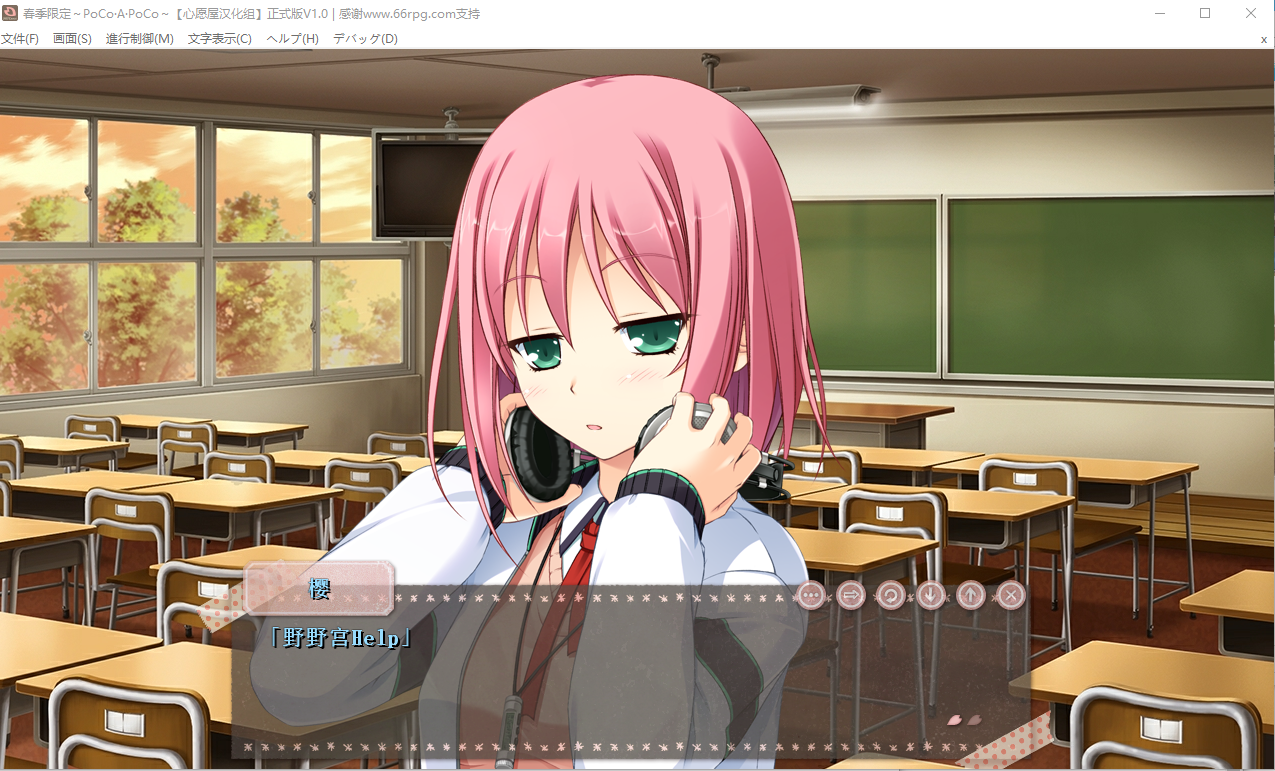 春季限定～PoCo·A·PoCo～【心愿屋汉化组】正式版V1.0 | 感谢www.66rpg.com支持
文件(F) 画面(S) 進行制御(M) 文字表示(C) ヘルプ(H) デバッグ(D) x
樱
「野野宫Help」